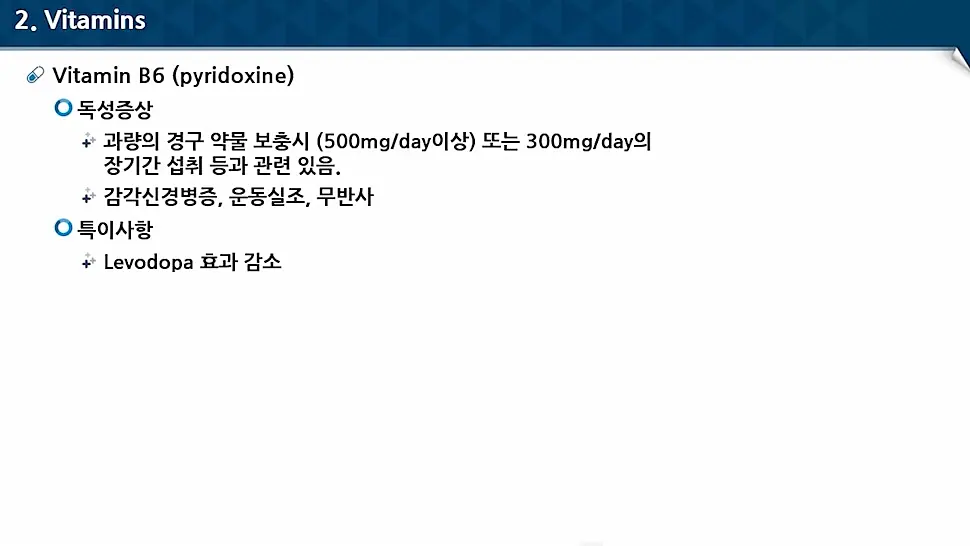 2. Vitamins
Vitamin B6 (pyridoxine)
독성증상
과량의 경구 약물 보충시 (500mg/day이상) 또는 300mg/day의
장기간 섭취 등과 관련 있음.
감각신경병증, 운동실조, 무반사
특이사항
Levodopa 효과 감소